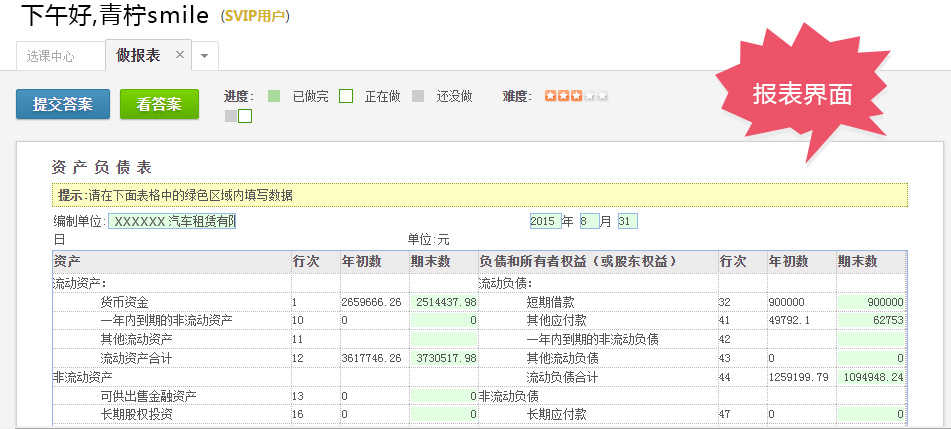 下午好,青柠smile (SVIP用户)
选课中心 做报表 ×
提交答案 看答案 进度: 已做完 正在做 还没做 难度:
报表界面
资产负债表
提示:请在下面表格中的绿色区域内填写数据
编制单位: XXXXXX 汽车租赁有限 2015 年 8 月 31
日 单位:元
资产 行次 年初数 期末数 负债和所有者权益(或股东权益) 行次 年初数 期末数
流动资产: 流动负债:
货币资金 1 2659666.26 2514437.98 短期借款 32 900000 900000
一年内到期的非流动资产 10 0 0 其他应付款 41 49792.1 62753
其他流动资产 11 一年内到期的非流动负债 42
流动资产合计 12 3617746.26 3730517.98 其他流动负债 43 0 0
非流动资产 流动负债合计 44 1259199.79 1094948.24
可供出售金融资产 13 0 0 非流动负债
长期股权投资 16 0 0 长期应付款 47 0 0